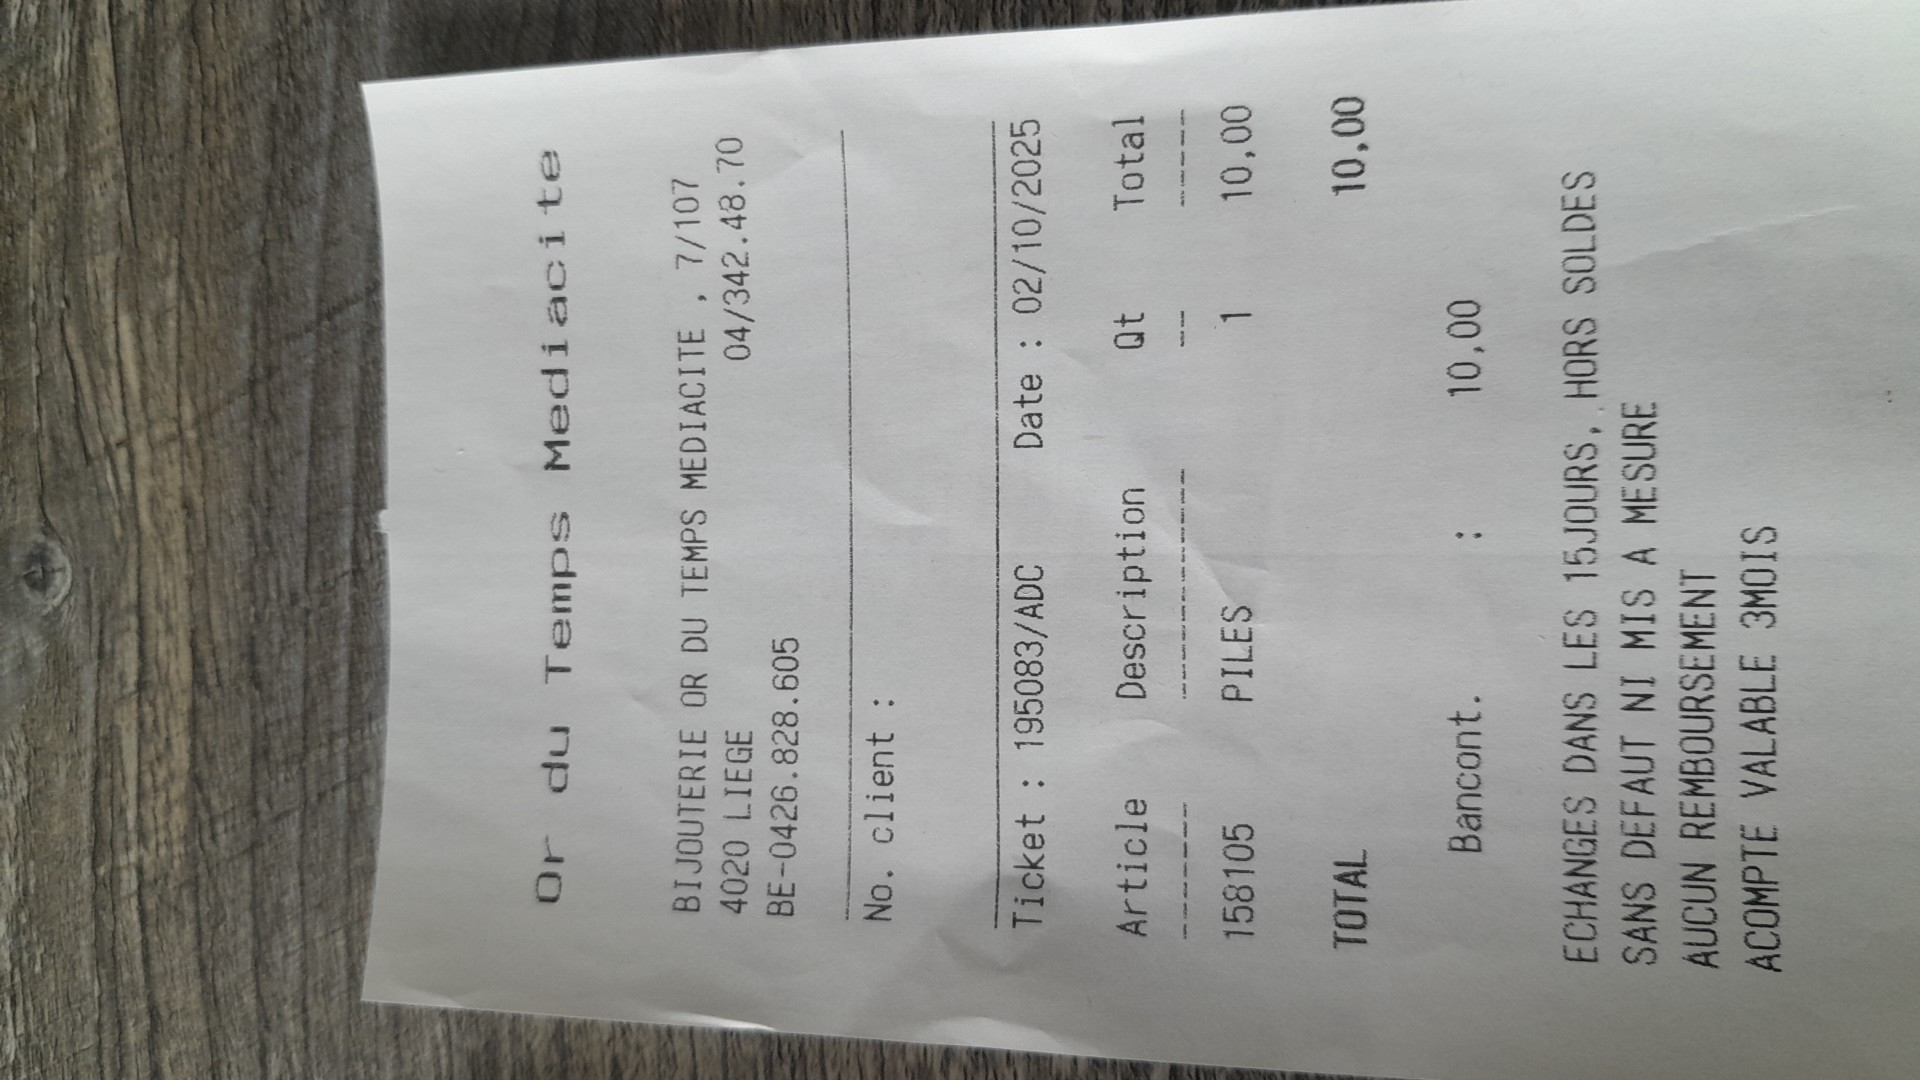 Or du Temps Mediacite
BIJOUTERIE OR DU TEMPS MEDIACITE , 7/107
4020 LIEGE 04/342.48.70
BE-0426.828.605
No. client :
Ticket : 195083/ADC Date : 02/10/2025
Article Description Qt Total
------- ----------- -- -----
158105 PILES 1 10,00
TOTAL 10,00
Bancont. : 10,00
ECHANGES DANS LES 15JOURS, HORS SOLDES
SANS DEFAUT NI MIS A MESURE
AUCUN REMBOURSEMENT
ACOMPTE VALABLE 3MOIS